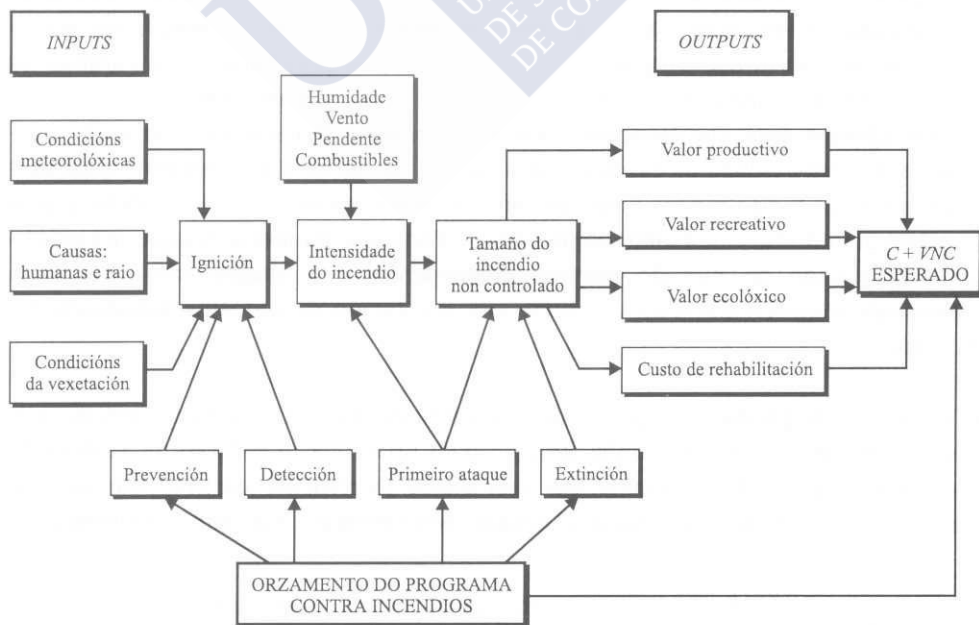 INPUTS
OUTPUTS
Humidade
Vento
Pendente
Combustibles
Condicións
meteorolóxicas
Valor productivo
Causas:
humanas e raio
Ignición
Intensidade
do incendio
Tamaño do
incendio
non controlado
Valor recreativo
C + VNC
ESPERADO
Valor ecolóxico
Condicións
da vexetación
Custo de rehabilitación
Prevención
Detección
Primeiro ataque
Extinción
ORZAMENTO DO PROGRAMA
CONTRA INCENDIOS